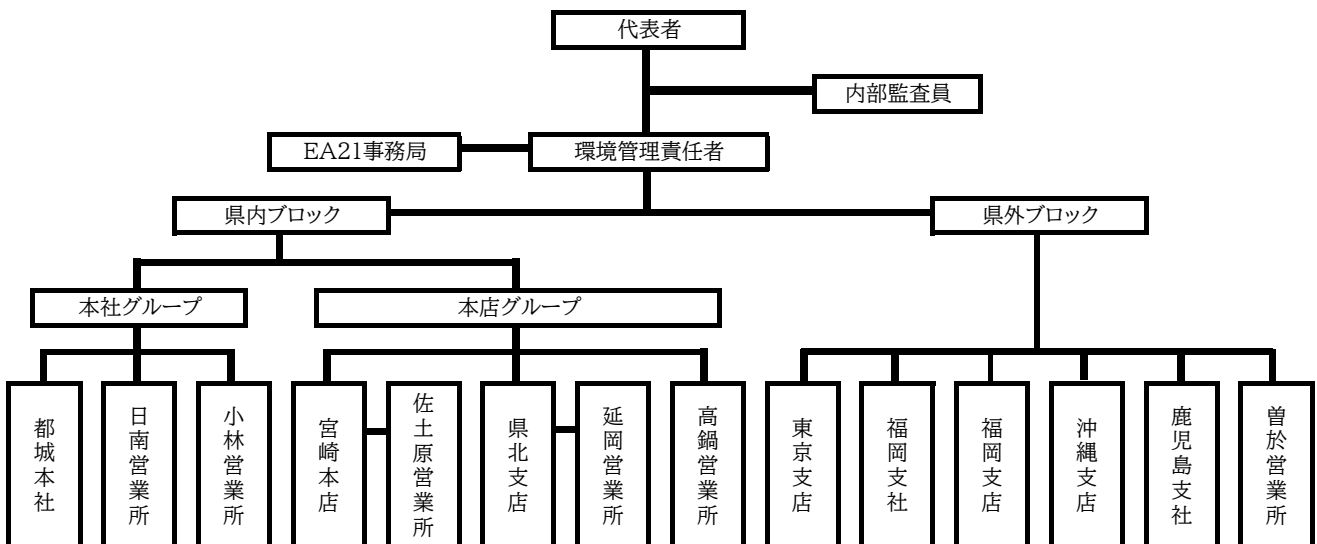 代表者
内部監査員
EA21事務局
環境管理責任者
県内ブロック
県外ブロック
本社グループ
本店グループ
都城本社
日南営業所
小林営業所
宮崎本店
佐土原営業所
県北支店
延岡営業所
高鍋営業所
東京支店
福岡支社
福岡支店
沖縄支店
鹿児島支社
曽於営業所